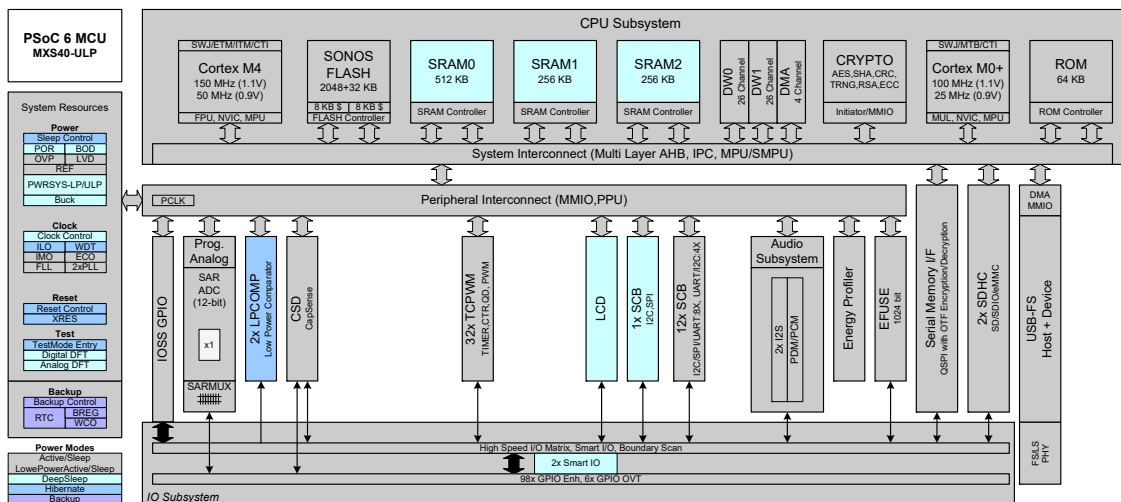 PSoC 6 MCU
MXS40-ULP
System Resources
Power
Sleep Control
POR BOD
OVP LVD
REF
PWRSYS-LP/ULP
Buck
Clock
Clock Control
ILO WDT
IMO ECO
FLL 2xPLL
Reset
Reset Control
XRES
Test
TestMode Entry
Digital DFT
Analog DFT
Backup
Backup Control
RTC BREG
WCO
Power Modes
Active/Sleep
LowePowerActive/Sleep
DeepSleep
Hibernate
Backup
CPU Subsystem
SWJ/ETM/ITM/CTI
Cortex M4
150 MHz (1.1V)
50 MHz (0.9V)
FPU, NVIC, MPU
SONOS
FLASH
2048+32 KB
8 KB $ 8 KB $
FLASH Controller
SRAM0
512 KB
SRAM Controller
SRAM1
256 KB
SRAM Controller
SRAM2
256 KB
SRAM Controller
DW0
26 Channel
DW1
26 Channel
DMA
4 Channel
CRYPTO
AES,SHA,CRC,
TRNG,RSA,ECC
Initiator/MMIO
SWJ/MTB/CTI
Cortex M0+
100 MHz (1.1V)
25 MHz (0.9V)
MUL, NVIC, MPU
ROM
64 KB
ROM Controller
System Interconnect (Multi Layer AHB, IPC, MPU/SMPU)
PCLK
Peripheral Interconnect (MMIO,PPU)
IOSS GPIO
Prog.
Analog
SAR
ADC
(12-bit)
x1
SARMUX
2x LPCOMP
Low Power Comparator
CSD
CapSense
32x TCPWM
TIMER,CTR,QD, PWM
LCD
1x SCB
I2C,SPI
12x SCB
I2C/SPI/UART:8X, UART/I2C:4X
Audio
Subsystem
2x I2S
PDM/PCM
Energy Profiler
EFUSE
1024 bit
Serial Memory I/F
QSPI with OTF Encryption/Decryption)
2x SDHC
SD/SDIO/eMMC
DMA
MMIO
USB-FS
Host + Device
FS/LS
PHY
High Speed I/O Matrix, Smart I/O, Boundary Scan
2x Smart IO
98x GPIO Enh, 6x GPIO OVT
IO Subsystem